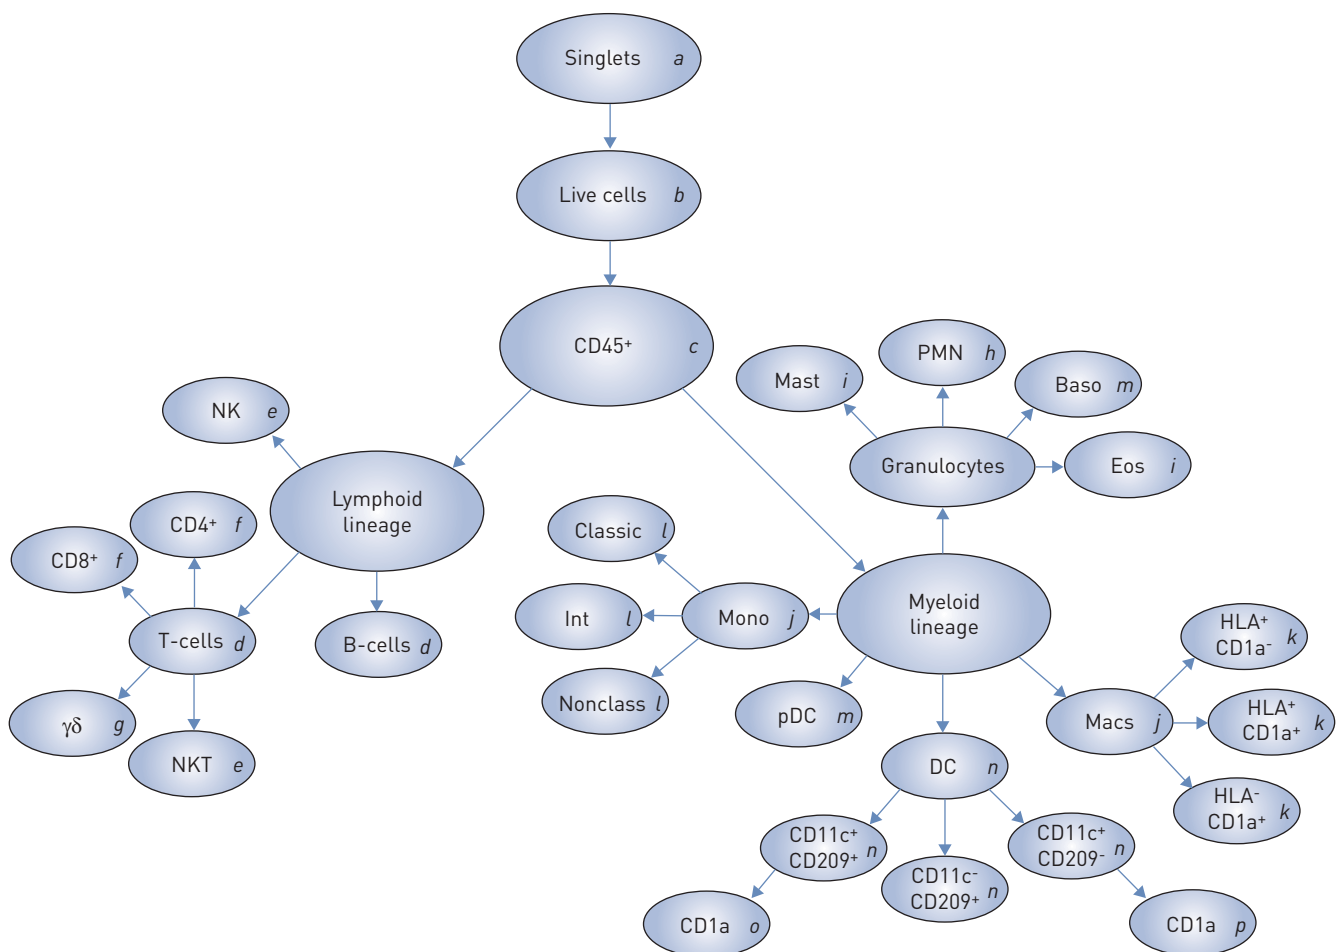 Singlets a
Live cells b
CD45+ c
PMN h
Mast i
Baso m
NK e
Granulocytes
Eos i
Lymphoid
lineage
CD4+ f
Classic l
CD8+ f
Myeloid
lineage
Int l
Mono j
HLA+
CD1a- k
T-cells d
B-cells d
Nonclass l
pDC m
Macs j
HLA+
CD1a+ k
γδ g
NKT e
DC n
HLA-
CD1a+ k
CD11c+
CD209+ n
CD11c-
CD209+ n
CD11c+
CD209- n
CD1a o
CD1a p